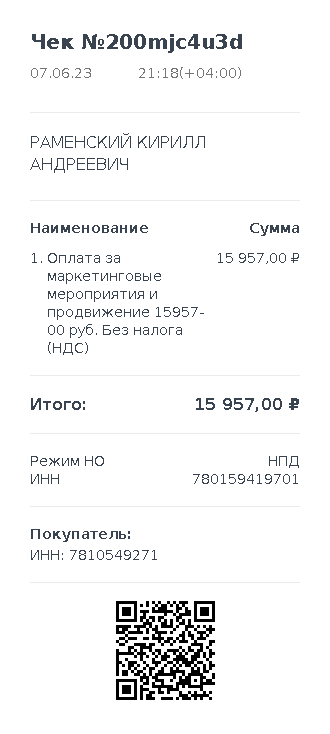 Чек №200mjc4u3d
07.06.23 21:18(+04:00)
РАМЕНСКИЙ КИРИЛЛ
АНДРЕЕВИЧ
Наименование Сумма
1. Оплата за 15 957,00 ₽
маркетинговые
мероприятия и
продвижение 15957-
00 руб. Без налога
(НДС)
Итого: 15 957,00 ₽
Режим НО НПД
ИНН 780159419701
Покупатель:
ИНН: 7810549271